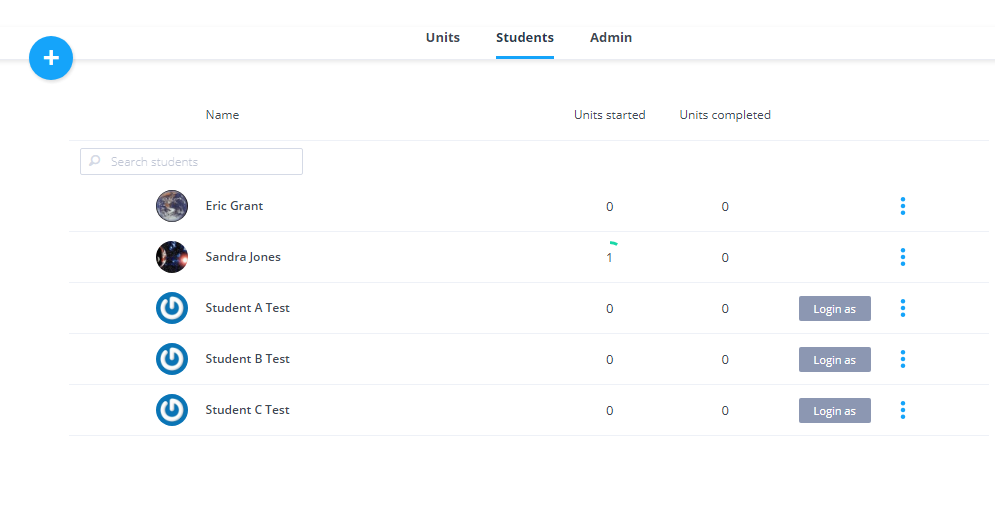 Units Students Admin
Name Units started Units completed
Search students
Eric Grant 0 0
Sandra Jones 1 0
Student A Test 0 0 Login as
Student B Test 0 0 Login as
Student C Test 0 0 Login as